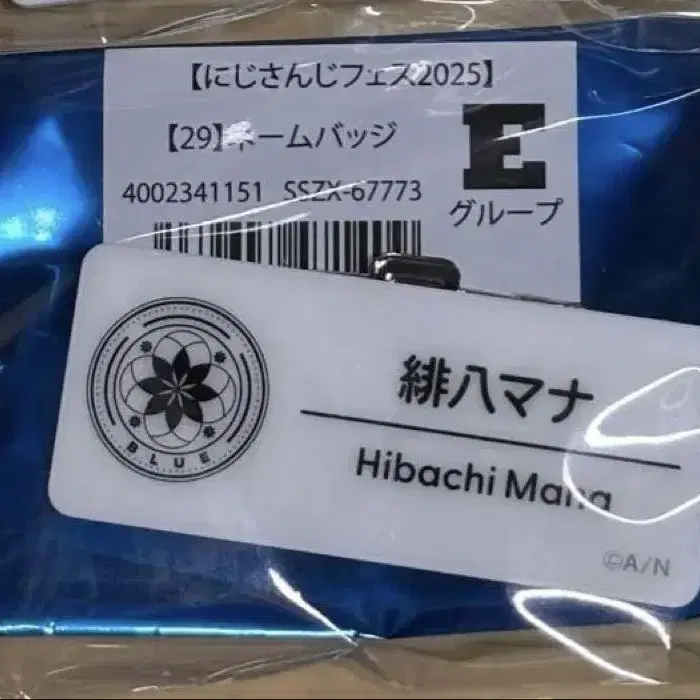 【にじさんじフェス2025】
【29】ネームバッジ
4002341151 SSZX-67773
E
グループ
BLUE
緋八マナ
Hibachi Mana
©A/N